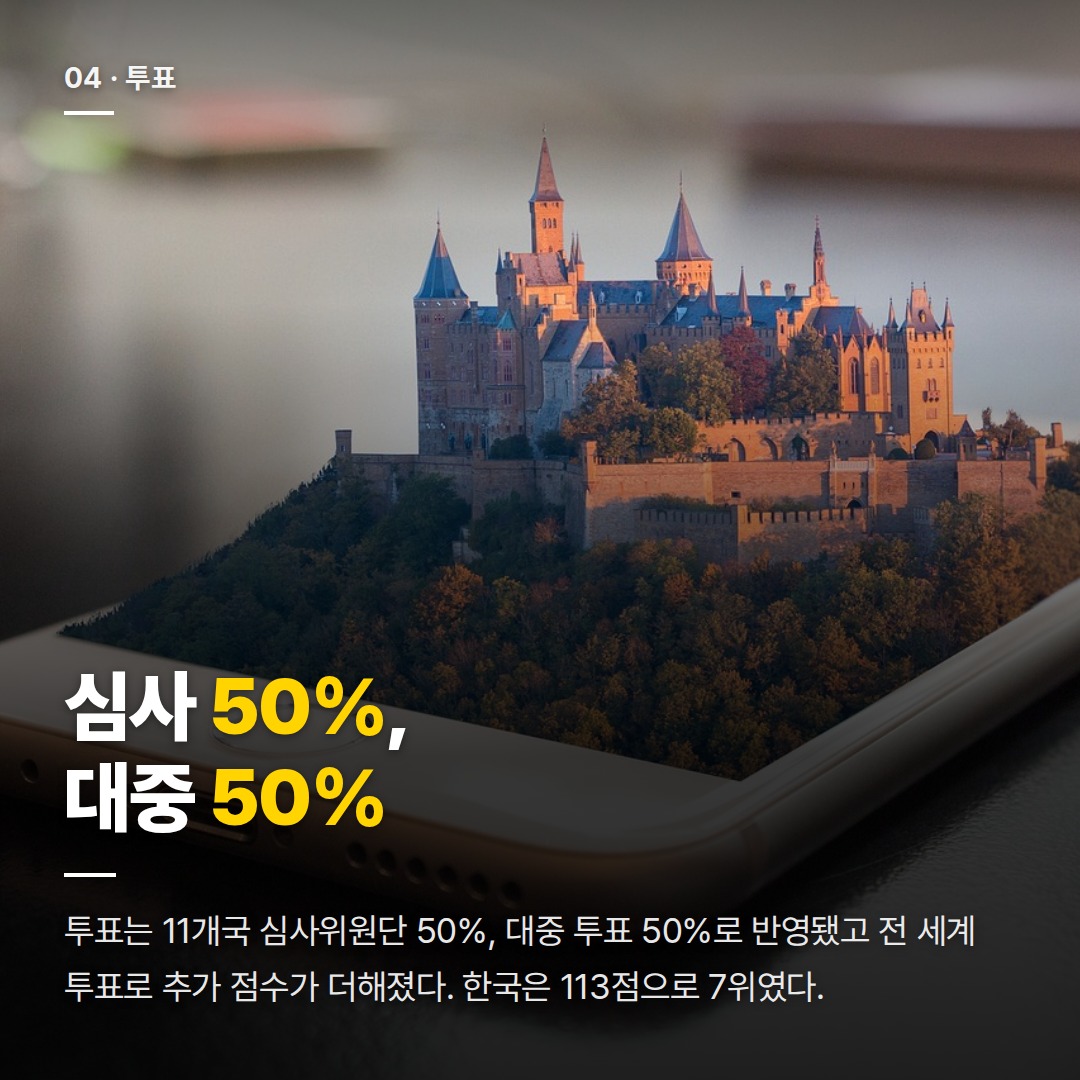 04 · 투표
심사 50%,
대중 50%
투표는 11개국 심사위원단 50%, 대중 투표 50%로 반영됐고 전 세계
투표로 추가 점수가 더해졌다. 한국은 113점으로 7위였다.